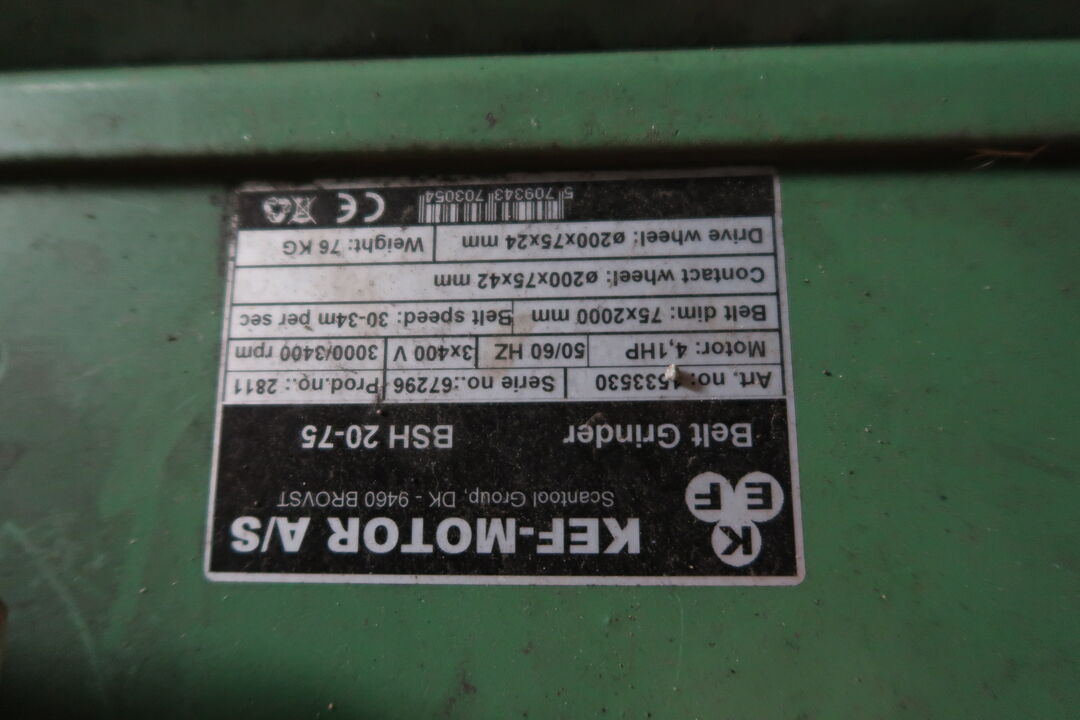 K
E F
KEF-MOTOR A/S
Scantool Group, DK - 9460 BROVST
Belt Grinder BSH 20-75
Art. no: 1533530 Serie no.:67296 Prod.no.: 2811
Motor: 4,1HP 50/60 HZ 3x400 V 3000/3400 rpm
Belt dim: 75x2000 mm Belt speed: 30-34m per sec
Contact wheel: ø200x75x42 mm
Drive wheel: ø200x75x24 mm Weight: 76 KG
5 709343 703054 CE